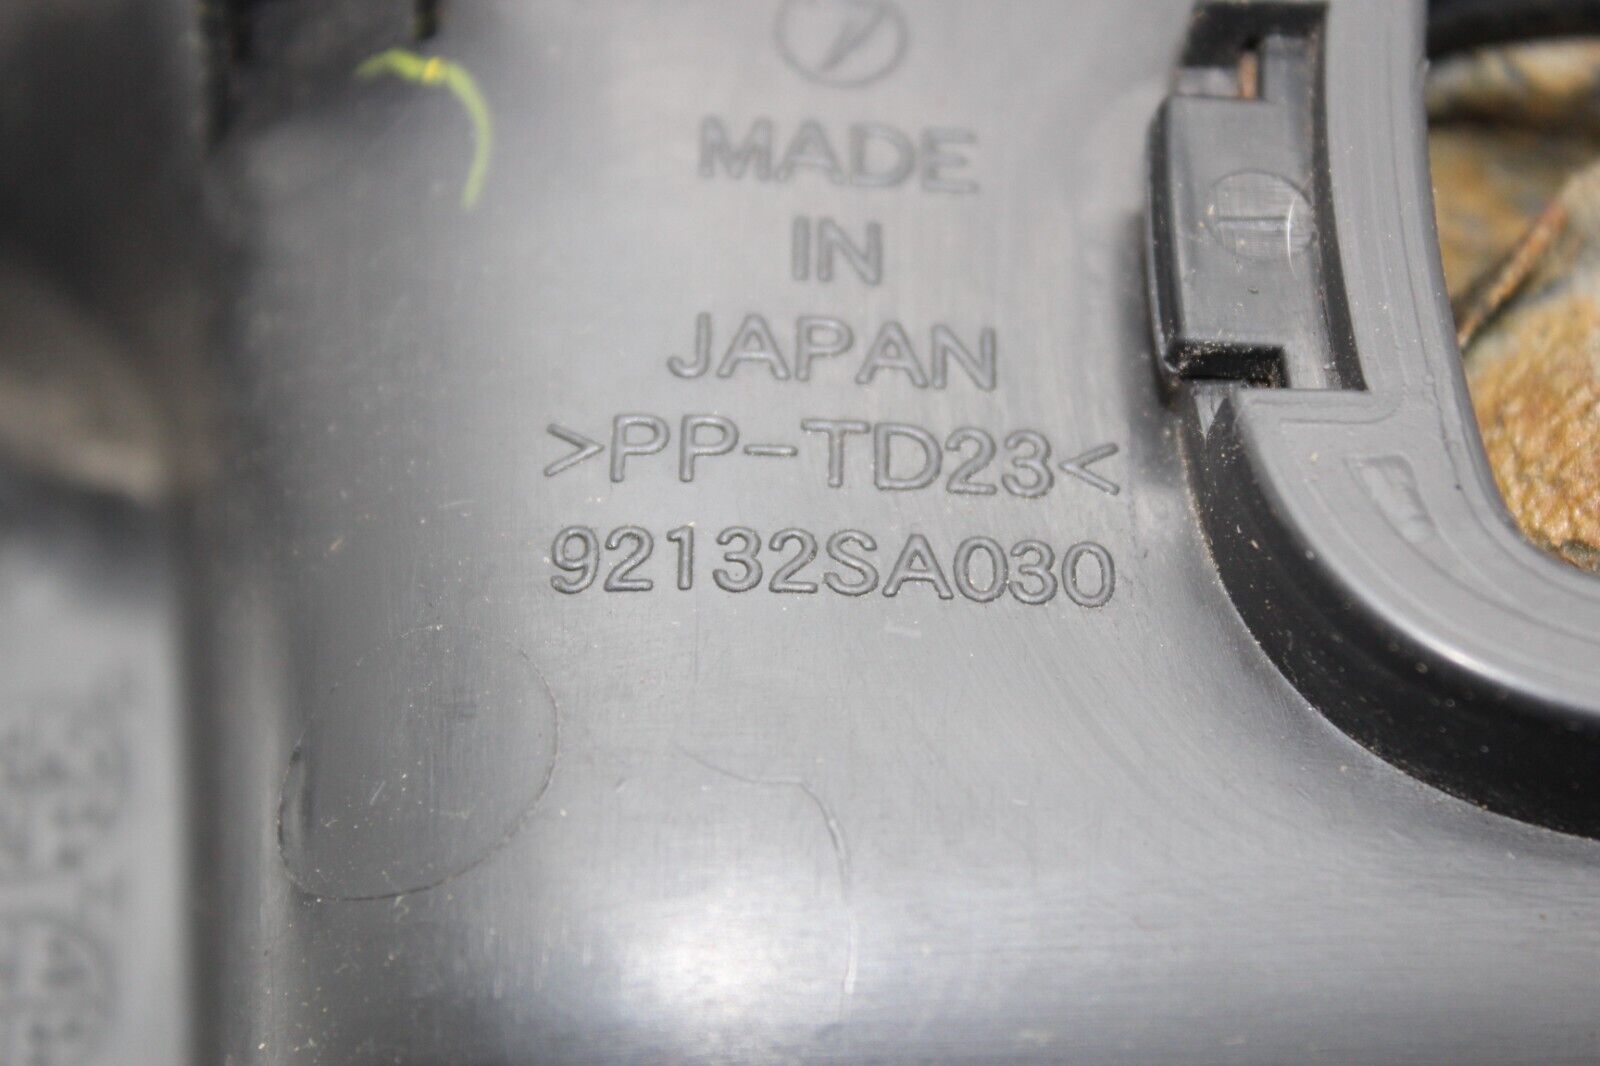 MADE
IN
JAPAN
>PP-TD23<
92132SA030